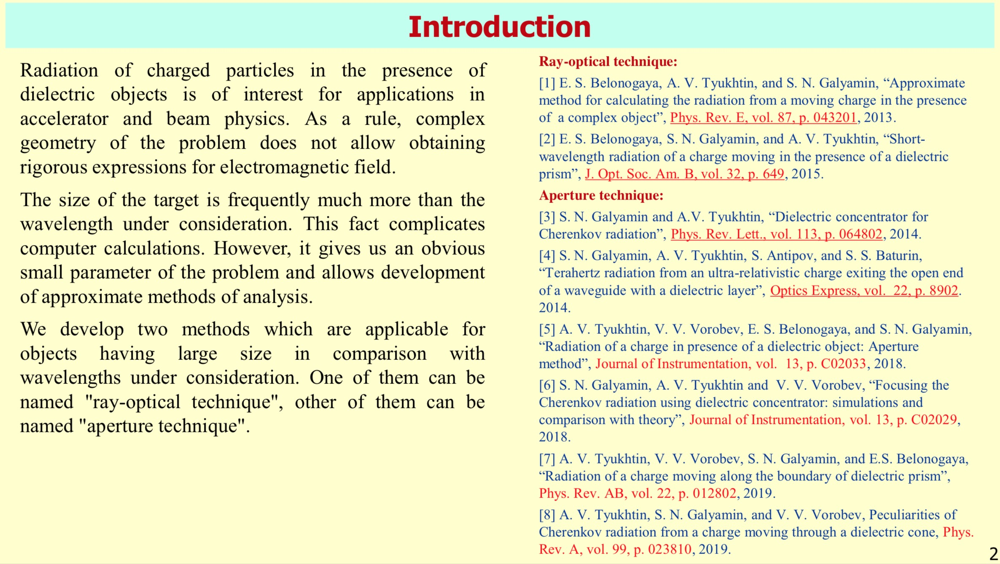 Introduction
Radiation of charged particles in the presence of
dielectric objects is of interest for applications in
accelerator and beam physics. As a rule, complex
geometry of the problem does not allow obtaining
rigorous expressions for electromagnetic field.
The size of the target is frequently much more than the
wavelength under consideration. This fact complicates
computer calculations. However, it gives us an obvious
small parameter of the problem and allows development
of approximate methods of analysis.
We develop two methods which are applicable for
objects having large size in comparison with
wavelengths under consideration. One of them can be
named "ray-optical technique", other of them can be
named "aperture technique".
Ray-optical technique:
[1] E. S. Belonogaya, A. V. Tyukhtin, and S. N. Galyamin, “Approximate
method for calculating the radiation from a moving charge in the presence
of a complex object”, Phys. Rev. E, vol. 87, p. 043201, 2013.
[2] E. S. Belonogaya, S. N. Galyamin, and A. V. Tyukhtin, “Short-
wavelength radiation of a charge moving in the presence of a dielectric
prism”, J. Opt. Soc. Am. B, vol. 32, p. 649, 2015.
Aperture technique:
[3] S. N. Galyamin and A.V. Tyukhtin, “Dielectric concentrator for
Cherenkov radiation”, Phys. Rev. Lett., vol. 113, p. 064802, 2014.
[4] S. N. Galyamin, A. V. Tyukhtin, S. Antipov, and S. S. Baturin,
“Terahertz radiation from an ultra-relativistic charge exiting the open end
of a waveguide with a dielectric layer”, Optics Express, vol. 22, p. 8902.
2014.
[5] A. V. Tyukhtin, V. V. Vorobev, E. S. Belonogaya, and S. N. Galyamin,
“Radiation of a charge in presence of a dielectric object: Aperture
method”, Journal of Instrumentation, vol. 13, p. C02033, 2018.
[6] S. N. Galyamin, A. V. Tyukhtin and V. V. Vorobev, “Focusing the
Cherenkov radiation using dielectric concentrator: simulations and
comparison with theory”, Journal of Instrumentation, vol. 13, p. C02029,
2018.
[7] A. V. Tyukhtin, V. V. Vorobev, S. N. Galyamin, and E.S. Belonogaya,
“Radiation of a charge moving along the boundary of dielectric prism”,
Phys. Rev. AB, vol. 22, p. 012802, 2019.
[8] A. V. Tyukhtin, S. N. Galyamin, and V. V. Vorobev, Peculiarities of
Cherenkov radiation from a charge moving through a dielectric cone, Phys.
Rev. A, vol. 99, p. 023810, 2019.
2